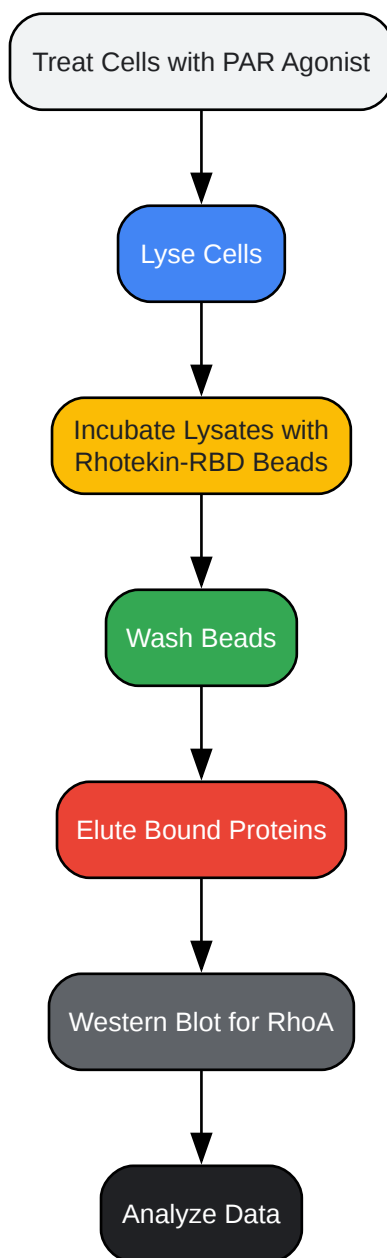 Treat Cells with PAR Agonist
Lyse Cells
Incubate Lysates with
Rhotekin-RBD Beads
Wash Beads
Elute Bound Proteins
Western Blot for RhoA
Analyze Data